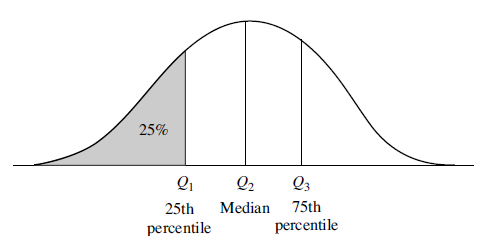 25%
Q₁ Q₂ Q₃
25th Median 75th
percentile percentile